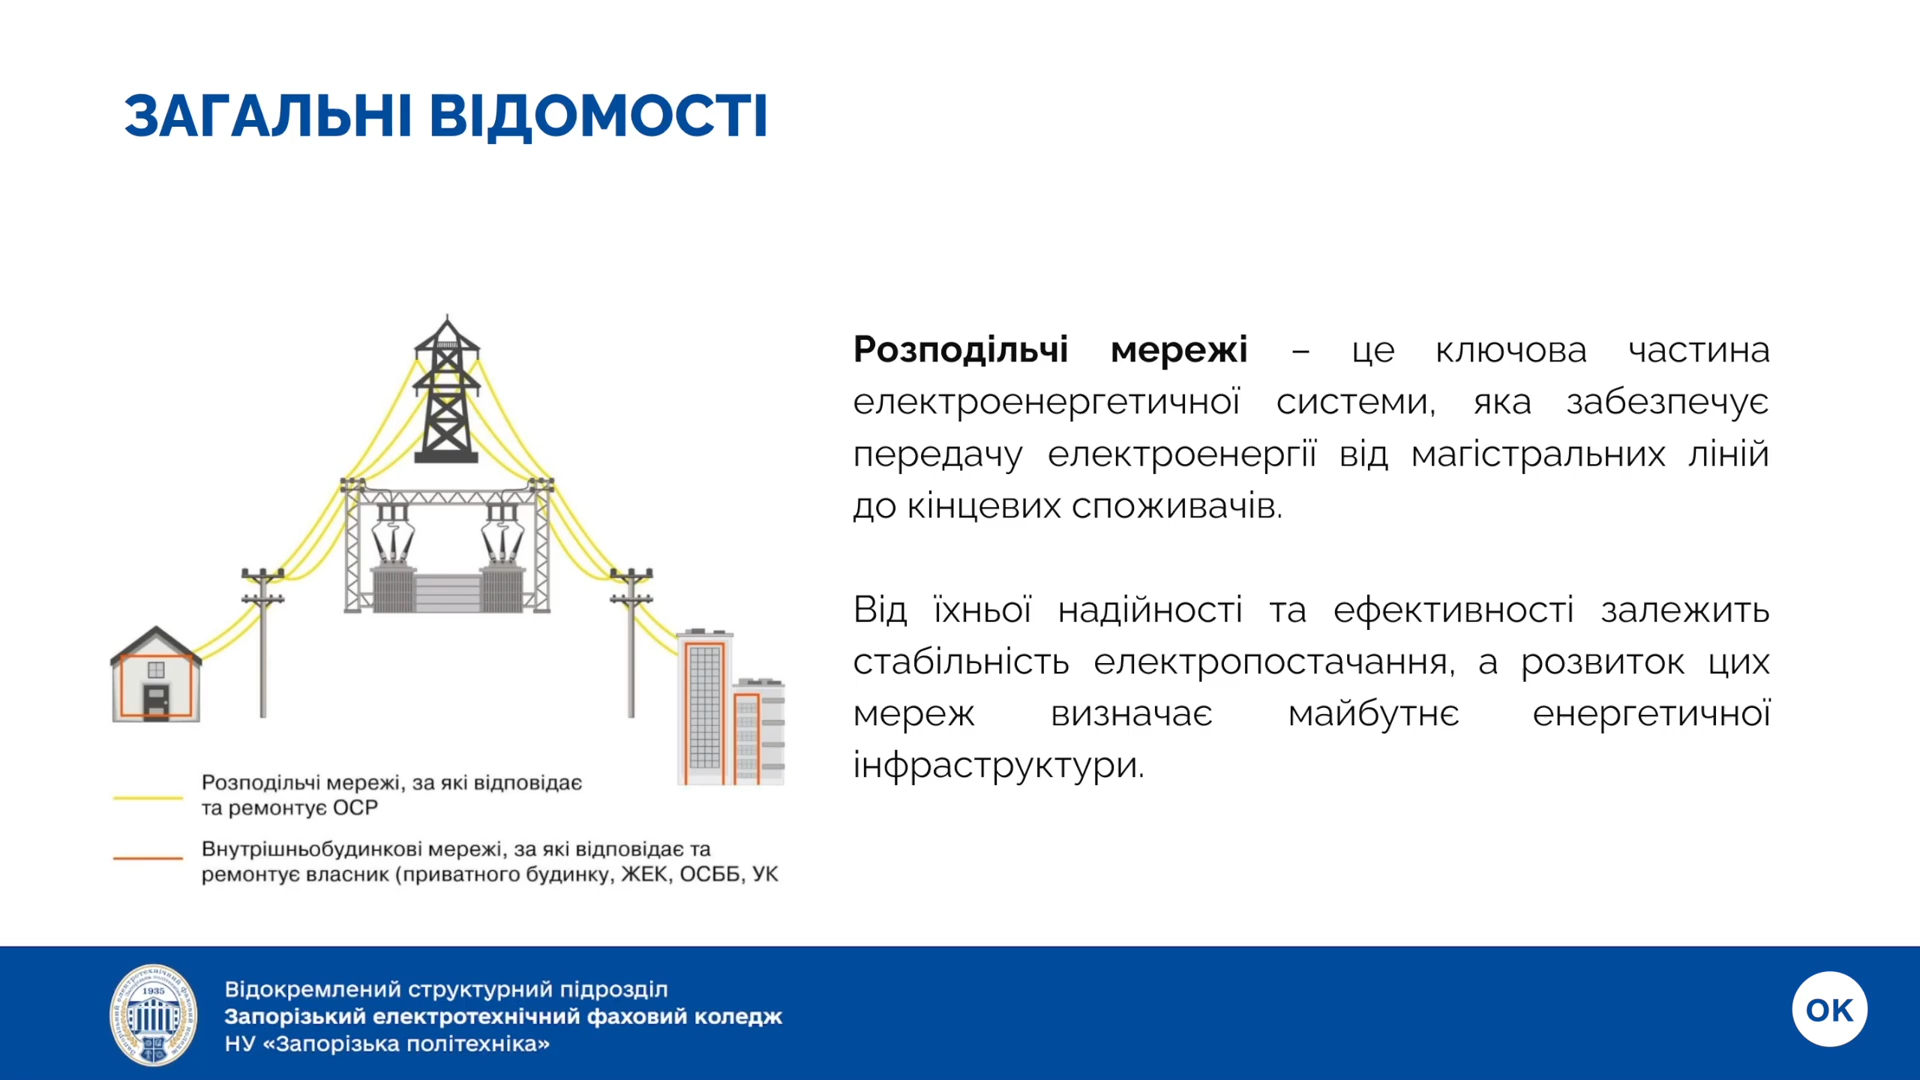 ЗАГАЛЬНІ ВІДОМОСТІ
Розподільчі мережі, за які відповідає
та ремонтує ОСР
Внутрішньобудинкові мережі, за які відповідає та
ремонтує власник (приватного будинку, ЖЕК, ОСББ, УК
Розподільчі мережі – це ключова частина
електроенергетичної системи, яка забезпечує
передачу електроенергії від магістральних ліній
до кінцевих споживачів.
Від їхньої надійності та ефективності залежить
стабільність електропостачання, а розвиток цих
мереж визначає майбутнє енергетичної
інфраструктури.
1935
Відокремлений структурний підрозділ
Запорізький електротехнічний фаховий коледж
НУ «Запорізька політехніка»
ОК